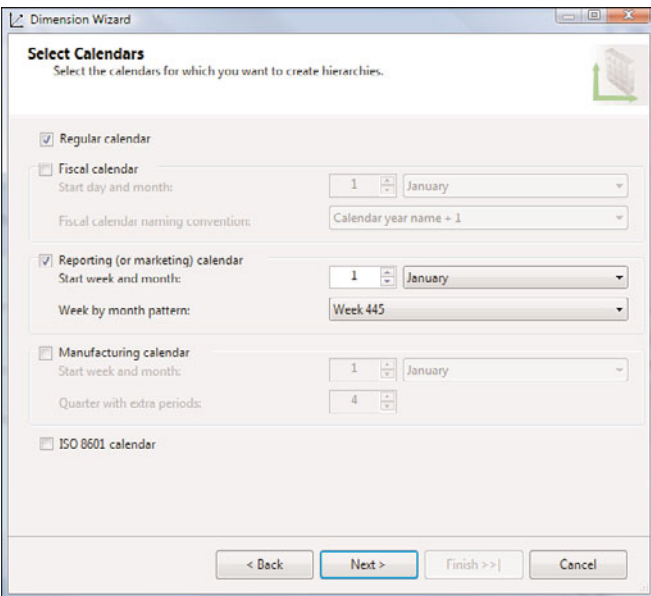 Dimension Wizard
Select Calendars
Select the calendars for which you want to create hierarchies.
Regular calendar
Fiscal calendar
Start day and month: 1 January
Fiscal calendar naming convention: Calendar year name + 1
Reporting (or marketing) calendar
Start week and month: 1 January
Week by month pattern: Week 445
Manufacturing calendar
Start week and month: 1 January
Quarter with extra periods: 4
ISO 8601 calendar
< Back Next > Finish >>| Cancel